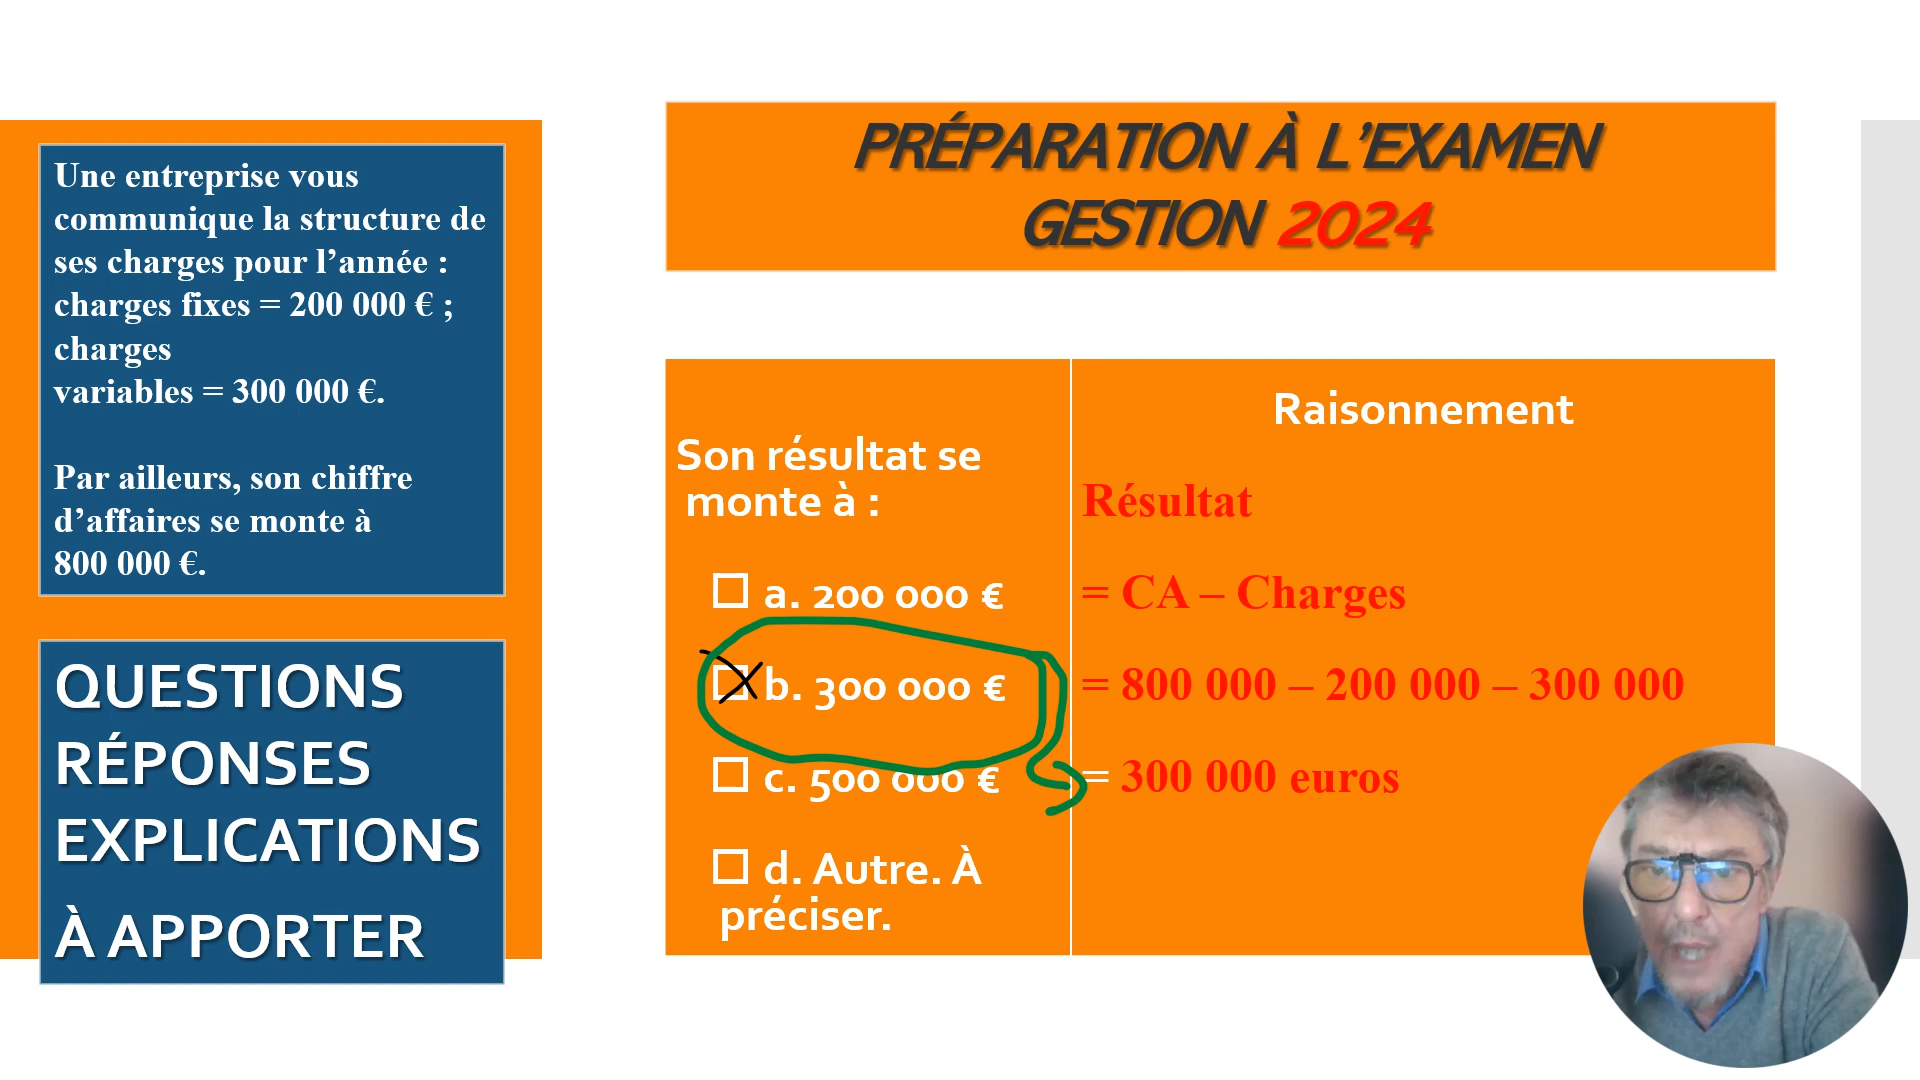 Une entreprise vous
communique la structure de
ses charges pour l’année :
charges fixes = 200 000 € ;
charges
variables = 300 000 €.
Par ailleurs, son chiffre
d’affaires se monte à
800 000 €.
QUESTIONS
RÉPONSES
EXPLICATIONS
À APPORTER
PRÉPARATION À L’EXAMEN
GESTION 2024
Son résultat se
monte à :
a. 200 000 €
b. 300 000 €
c. 500 000 €
d. Autre. À
préciser.
Raisonnement
Résultat
= CA – Charges
= 800 000 – 200 000 – 300 000
= 300 000 euros